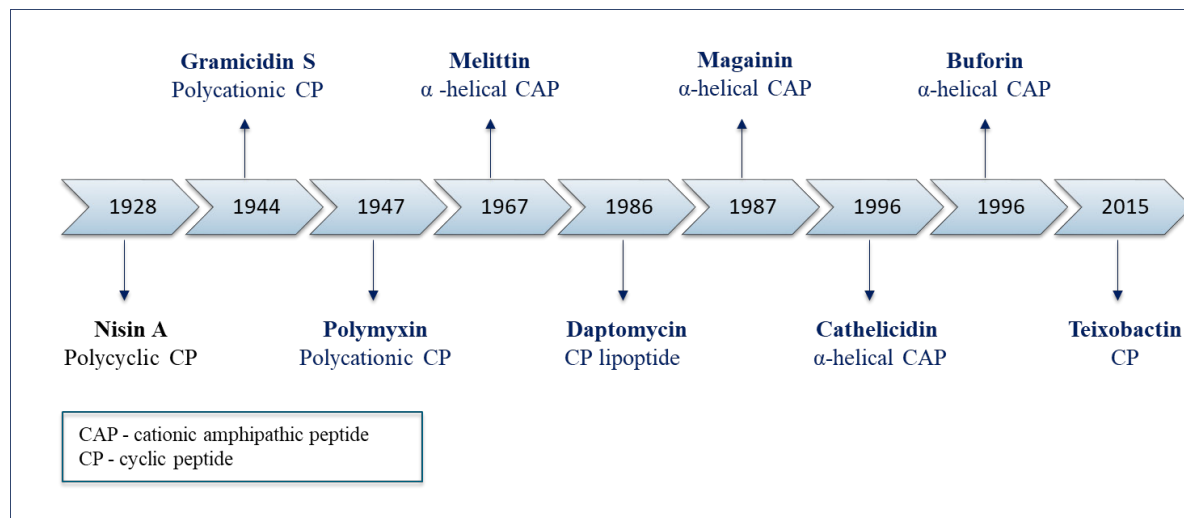 Gramicidin S
Polycationic CP
Melittin
α -helical CAP
Magainin
α-helical CAP
Buforin
α-helical CAP
1928
1944
1947
1967
1986
1987
1996
1996
2015
Nisin A
Polycyclic CP
Polymyxin
Polycationic CP
Daptomycin
CP lipoptide
Cathelicidin
α-helical CAP
Teixobactin
CP
CAP - cationic amphipathic peptide
CP - cyclic peptide